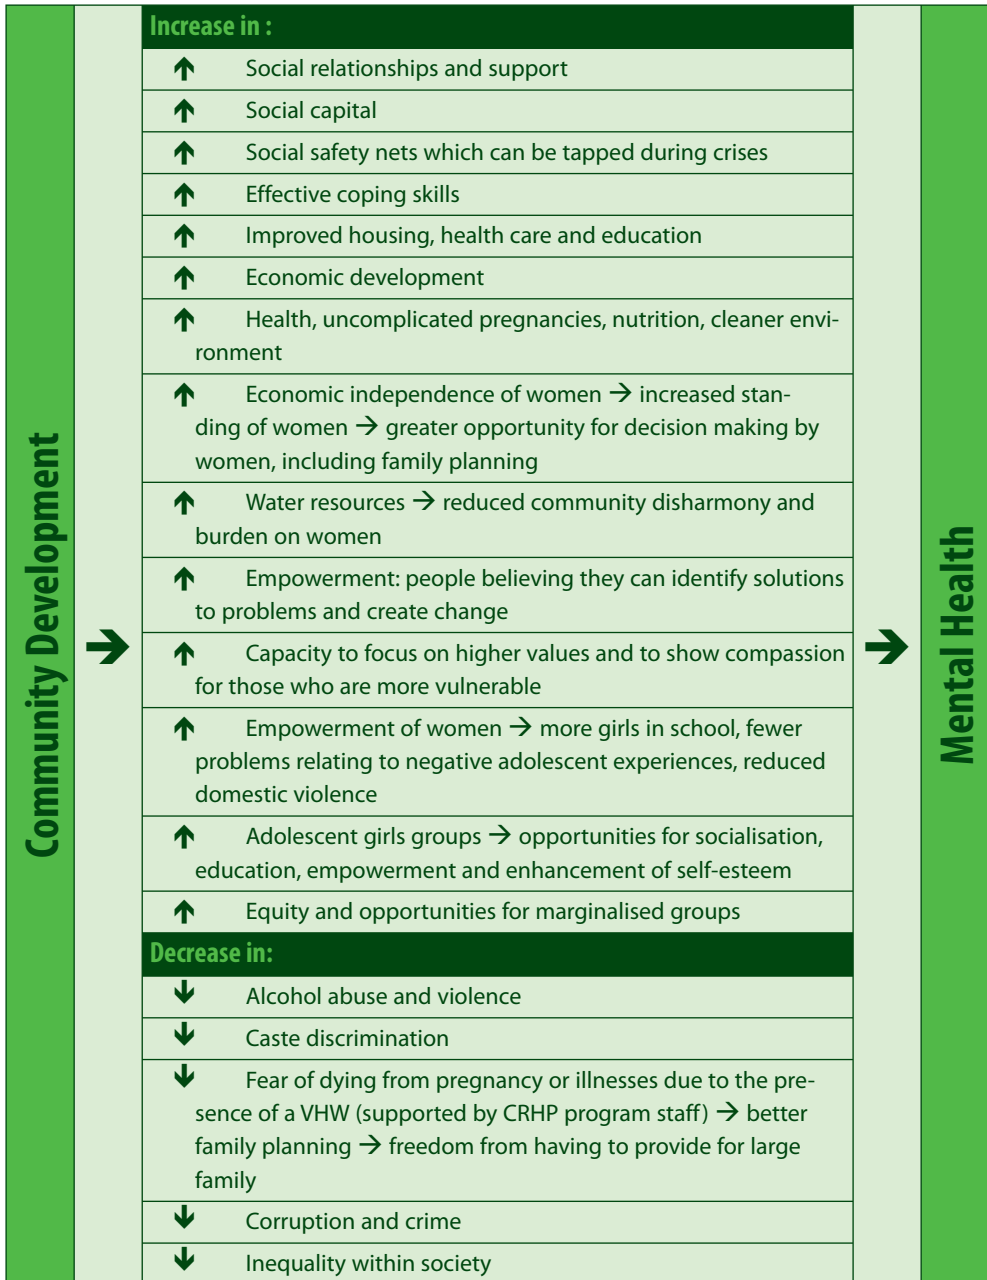 Community Development
→
Increase in :
↑ Social relationships and support
↑ Social capital
↑ Social safety nets which can be tapped during crises
↑ Effective coping skills
↑ Improved housing, health care and education
↑ Economic development
↑ Health, uncomplicated pregnancies, nutrition, cleaner envi-
ronment
↑ Economic independence of women → increased stan-
ding of women → greater opportunity for decision making by
women, including family planning
↑ Water resources → reduced community disharmony and
burden on women
↑ Empowerment: people believing they can identify solutions
to problems and create change
↑ Capacity to focus on higher values and to show compassion
for those who are more vulnerable
↑ Empowerment of women → more girls in school, fewer
problems relating to negative adolescent experiences, reduced
domestic violence
↑ Adolescent girls groups → opportunities for socialisation,
education, empowerment and enhancement of self-esteem
↑ Equity and opportunities for marginalised groups
Decrease in:
↓ Alcohol abuse and violence
↓ Caste discrimination
↓ Fear of dying from pregnancy or illnesses due to the pre-
sence of a VHW (supported by CRHP program staff) → better
family planning → freedom from having to provide for large
family
↓ Corruption and crime
↓ Inequality within society
→
Mental Health